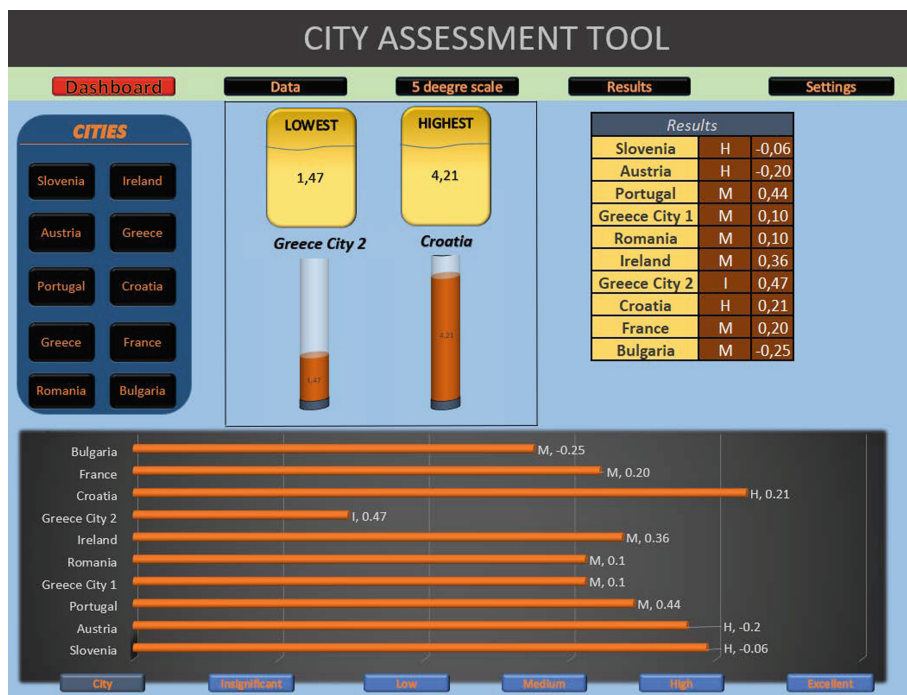 CITY ASSESSMENT TOOL
Dashboard Data 5 deegre scale Results Settings
CITIES
Slovenia Ireland
Austria Greece
Portugal Croatia
Greece France
Romania Bulgaria
LOWEST HIGHEST
1,47 4,21
Greece City 2 Croatia
4,21
1,47
Results
Slovenia H -0,06
Austria H -0,20
Portugal M 0,44
Greece City 1 M 0,10
Romania M 0,10
Ireland M 0,36
Greece City 2 I 0,47
Croatia H 0,21
France M 0,20
Bulgaria M -0,25
Bulgaria M, -0.25
France M, 0.20
Croatia H, 0.21
Greece City 2 I, 0.47
Ireland M, 0.36
Romania M, 0.1
Greece City 1 M, 0.1
Portugal M, 0.44
Austria H, -0.2
Slovenia H, -0.06
City Insignificant Low Medium High Excellent